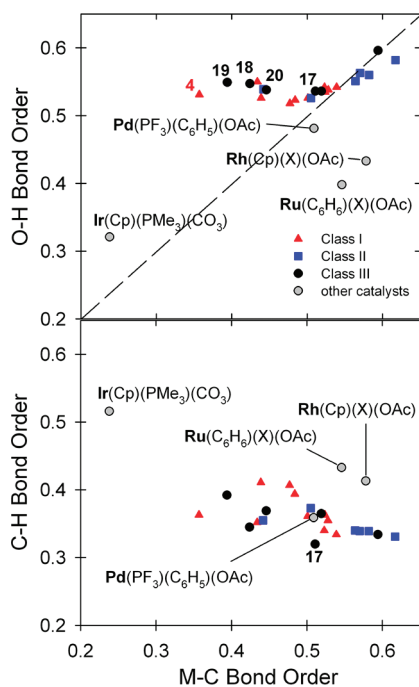 0.6
19
18
20
17
4
0.5
Pd(PF₃)(C₆H₅)(OAc)
Rh(Cp)(X)(OAc)
O-H Bond Order
0.4
Ru(C₆H₆)(X)(OAc)
Ir(Cp)(PMe₃)(CO₃)
Class I
0.3
Class II
Class III
other catalysts
0.2
0.6
Ir(Cp)(PMe₃)(CO₃)
0.5
Rh(Cp)(X)(OAc)
Ru(C₆H₆)(X)(OAc)
C-H Bond Order
0.4
17
0.3
Pd(PF₃)(C₆H₅)(OAc)
0.2
0.2 0.3 0.4 0.5 0.6
M-C Bond Order